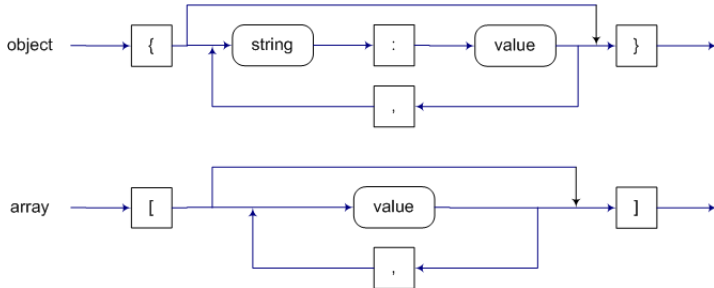 object { string : value }
,
array [ value ]
,